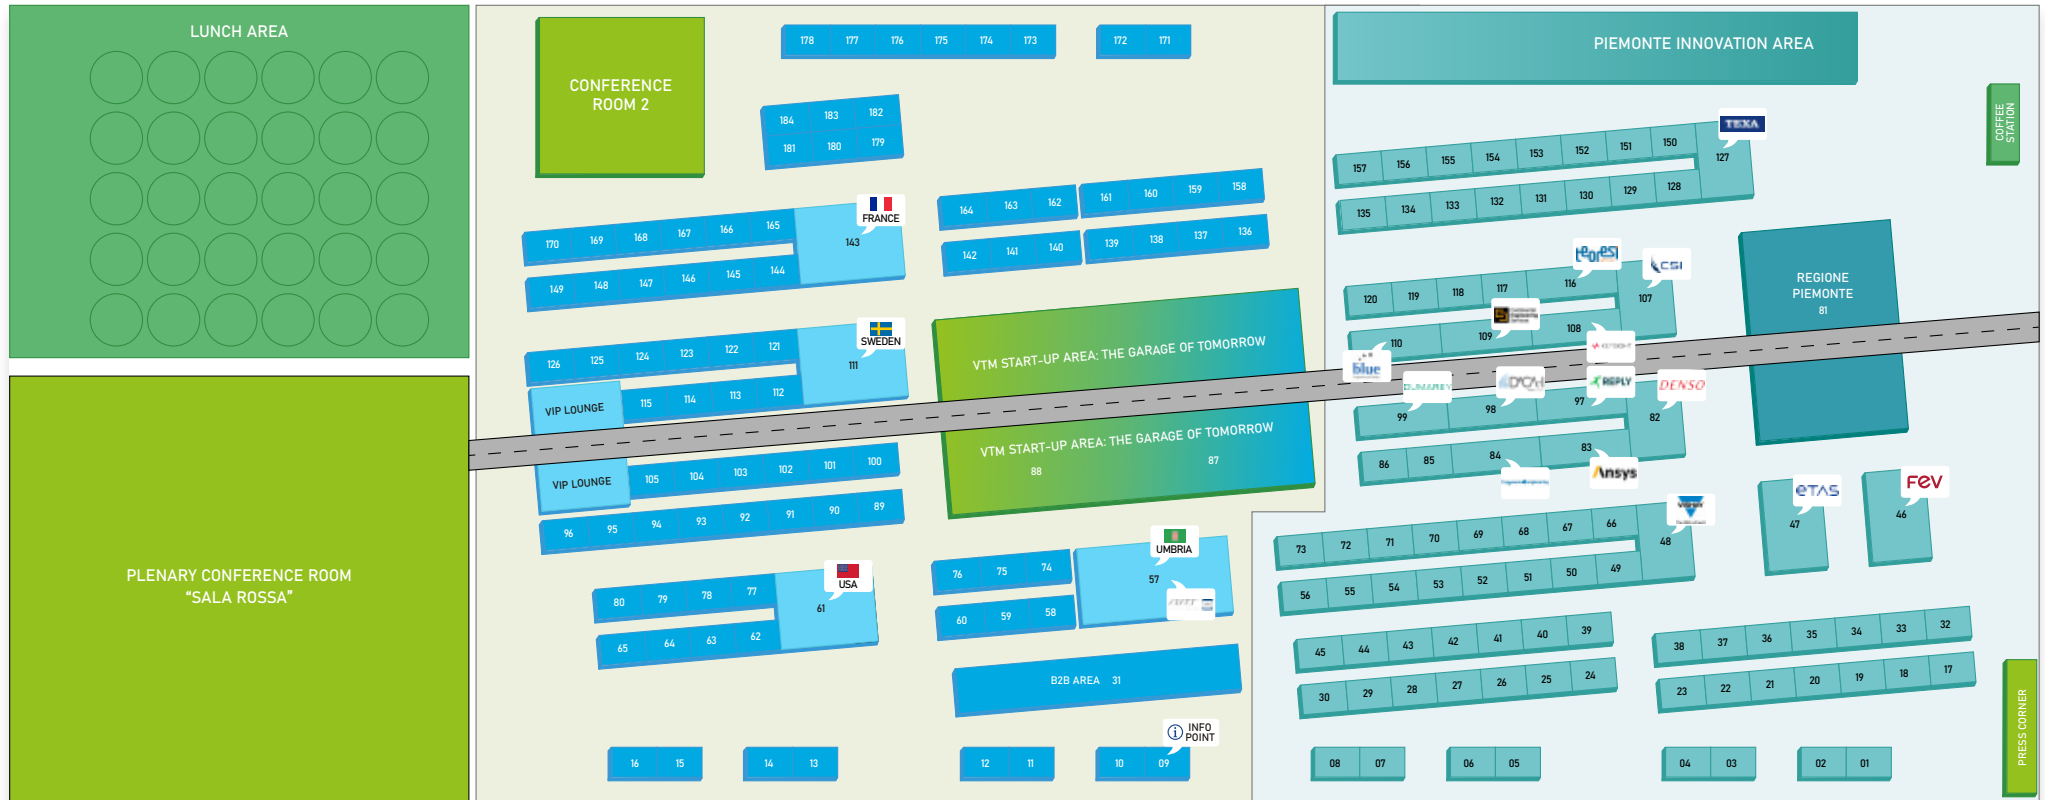 LUNCH AREA
PLENARY CONFERENCE ROOM
“SALA ROSSA”
CONFERENCE
ROOM 2
178 177 176 175 174 173
172 171
184 183 182
181 180 179
FRANCE
170 169 168 167 166 165
143
149 148 147 146 145 144
164 163 162
161 160 159 158
142 141 140
139 138 137 136
SWEDEN
126 125 124 123 122 121
111
VIP LOUNGE
115 114 113 112
VIP LOUNGE
105 104 103 102 101 100
96 95 94 93 92 91 90 89
VTM START-UP AREA: THE GARAGE OF TOMORROW
VTM START-UP AREA: THE GARAGE OF TOMORROW
88 87
USA
80 79 78 77
61
65 64 63 62
UMBRIA
76 75 74
57
60 59 58
B2B AREA 31
INFO
POINT
16 15
14 13
12 11
10 09
PIEMONTE INNOVATION AREA
COFFEE
STATION
TEXA
157 156 155 154 153 152 151 150
127
135 134 133 132 131 130 129 128
REGIONE
PIEMONTE
81
teoresi
CSI
120 119 118 117 116
107
110 109 108
blue
KEYSIGHT
DUMAREY
REPLY
DENSO
99 98 97
82
86 85 84 83
Ansys
eTAS
47
FEV
46
73 72 71 70 69 68 67 66
48
56 55 54 53 52 51 50 49
45 44 43 42 41 40 39
30 29 28 27 26 25 24
38 37 36 35 34 33 32
23 22 21 20 19 18 17
08 07
06 05
04 03
02 01
PRESS CORNER